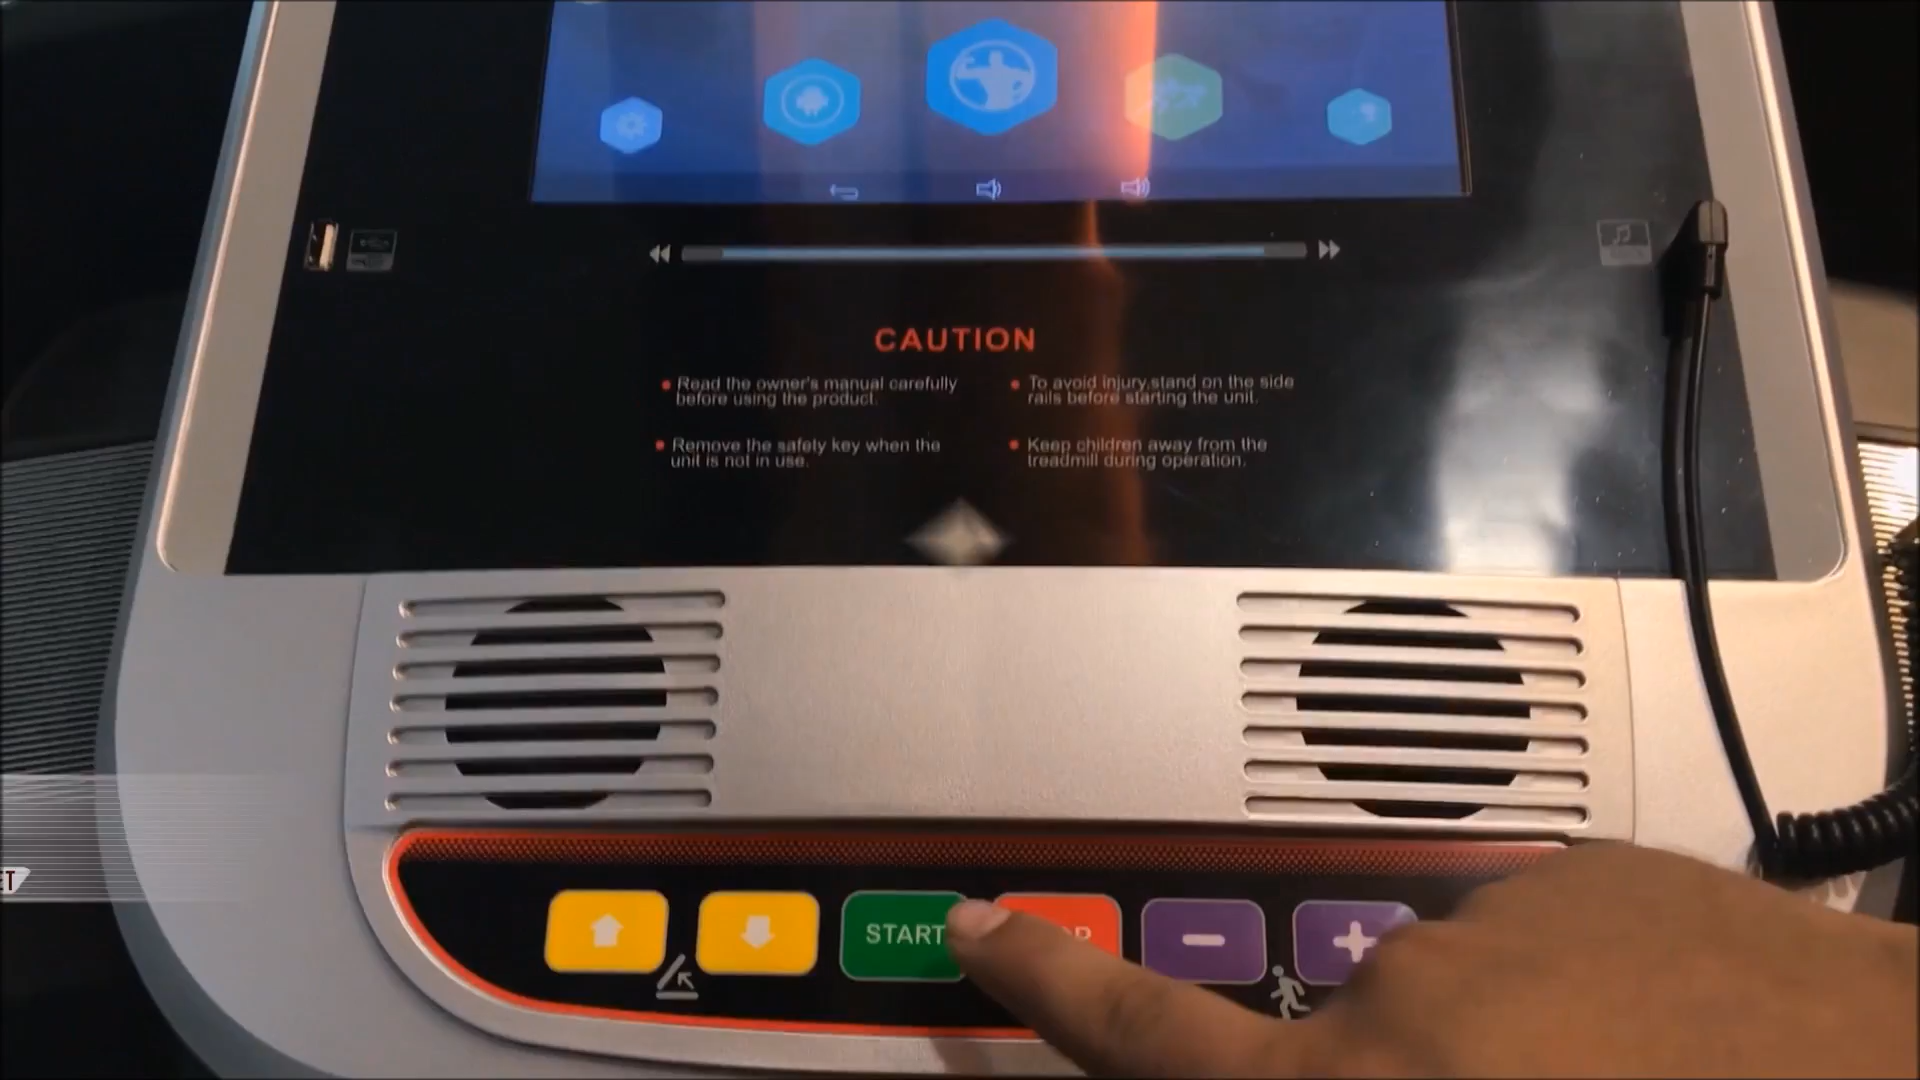 CAUTION
Read the owner's manual carefully
before using the product.
To avoid injury,stand on the side
rails before starting the unit.
Remove the safety key when the
unit is not in use.
Keep children away from the
treadmill during operation.
START